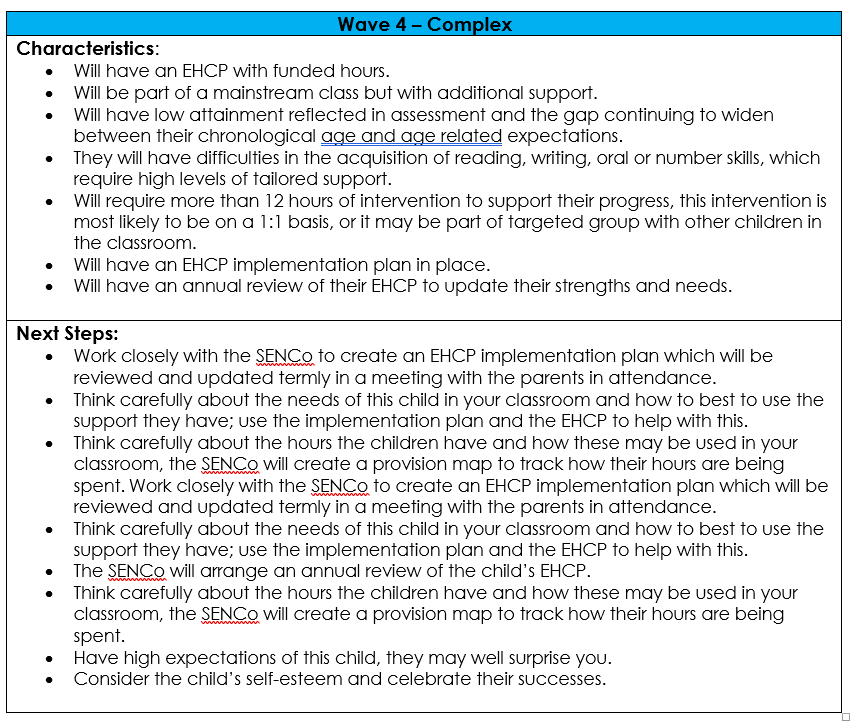 Wave 4 – Complex
Characteristics:
• Will have an EHCP with funded hours.
• Will be part of a mainstream class but with additional support.
• Will have low attainment reflected in assessment and the gap continuing to widen
between their chronological age and age related expectations.
• They will have difficulties in the acquisition of reading, writing, oral or number skills, which
require high levels of tailored support.
• Will require more than 12 hours of intervention to support their progress, this intervention is
most likely to be on a 1:1 basis, or it may be part of targeted group with other children in
the classroom.
• Will have an EHCP implementation plan in place.
• Will have an annual review of their EHCP to update their strengths and needs.
Next Steps:
• Work closely with the SENCo to create an EHCP implementation plan which will be
reviewed and updated termly in a meeting with the parents in attendance.
• Think carefully about the needs of this child in your classroom and how to best to use the
support they have; use the implementation plan and the EHCP to help with this.
• Think carefully about the hours the children have and how these may be used in your
classroom, the SENCo will create a provision map to track how their hours are being
spent. Work closely with the SENCo to create an EHCP implementation plan which will be
reviewed and updated termly in a meeting with the parents in attendance.
• Think carefully about the needs of this child in your classroom and how to best to use the
support they have; use the implementation plan and the EHCP to help with this.
• The SENCo will arrange an annual review of the child’s EHCP.
• Think carefully about the hours the children have and how these may be used in your
classroom, the SENCo will create a provision map to track how their hours are being
spent.
• Have high expectations of this child, they may well surprise you.
• Consider the child’s self-esteem and celebrate their successes.